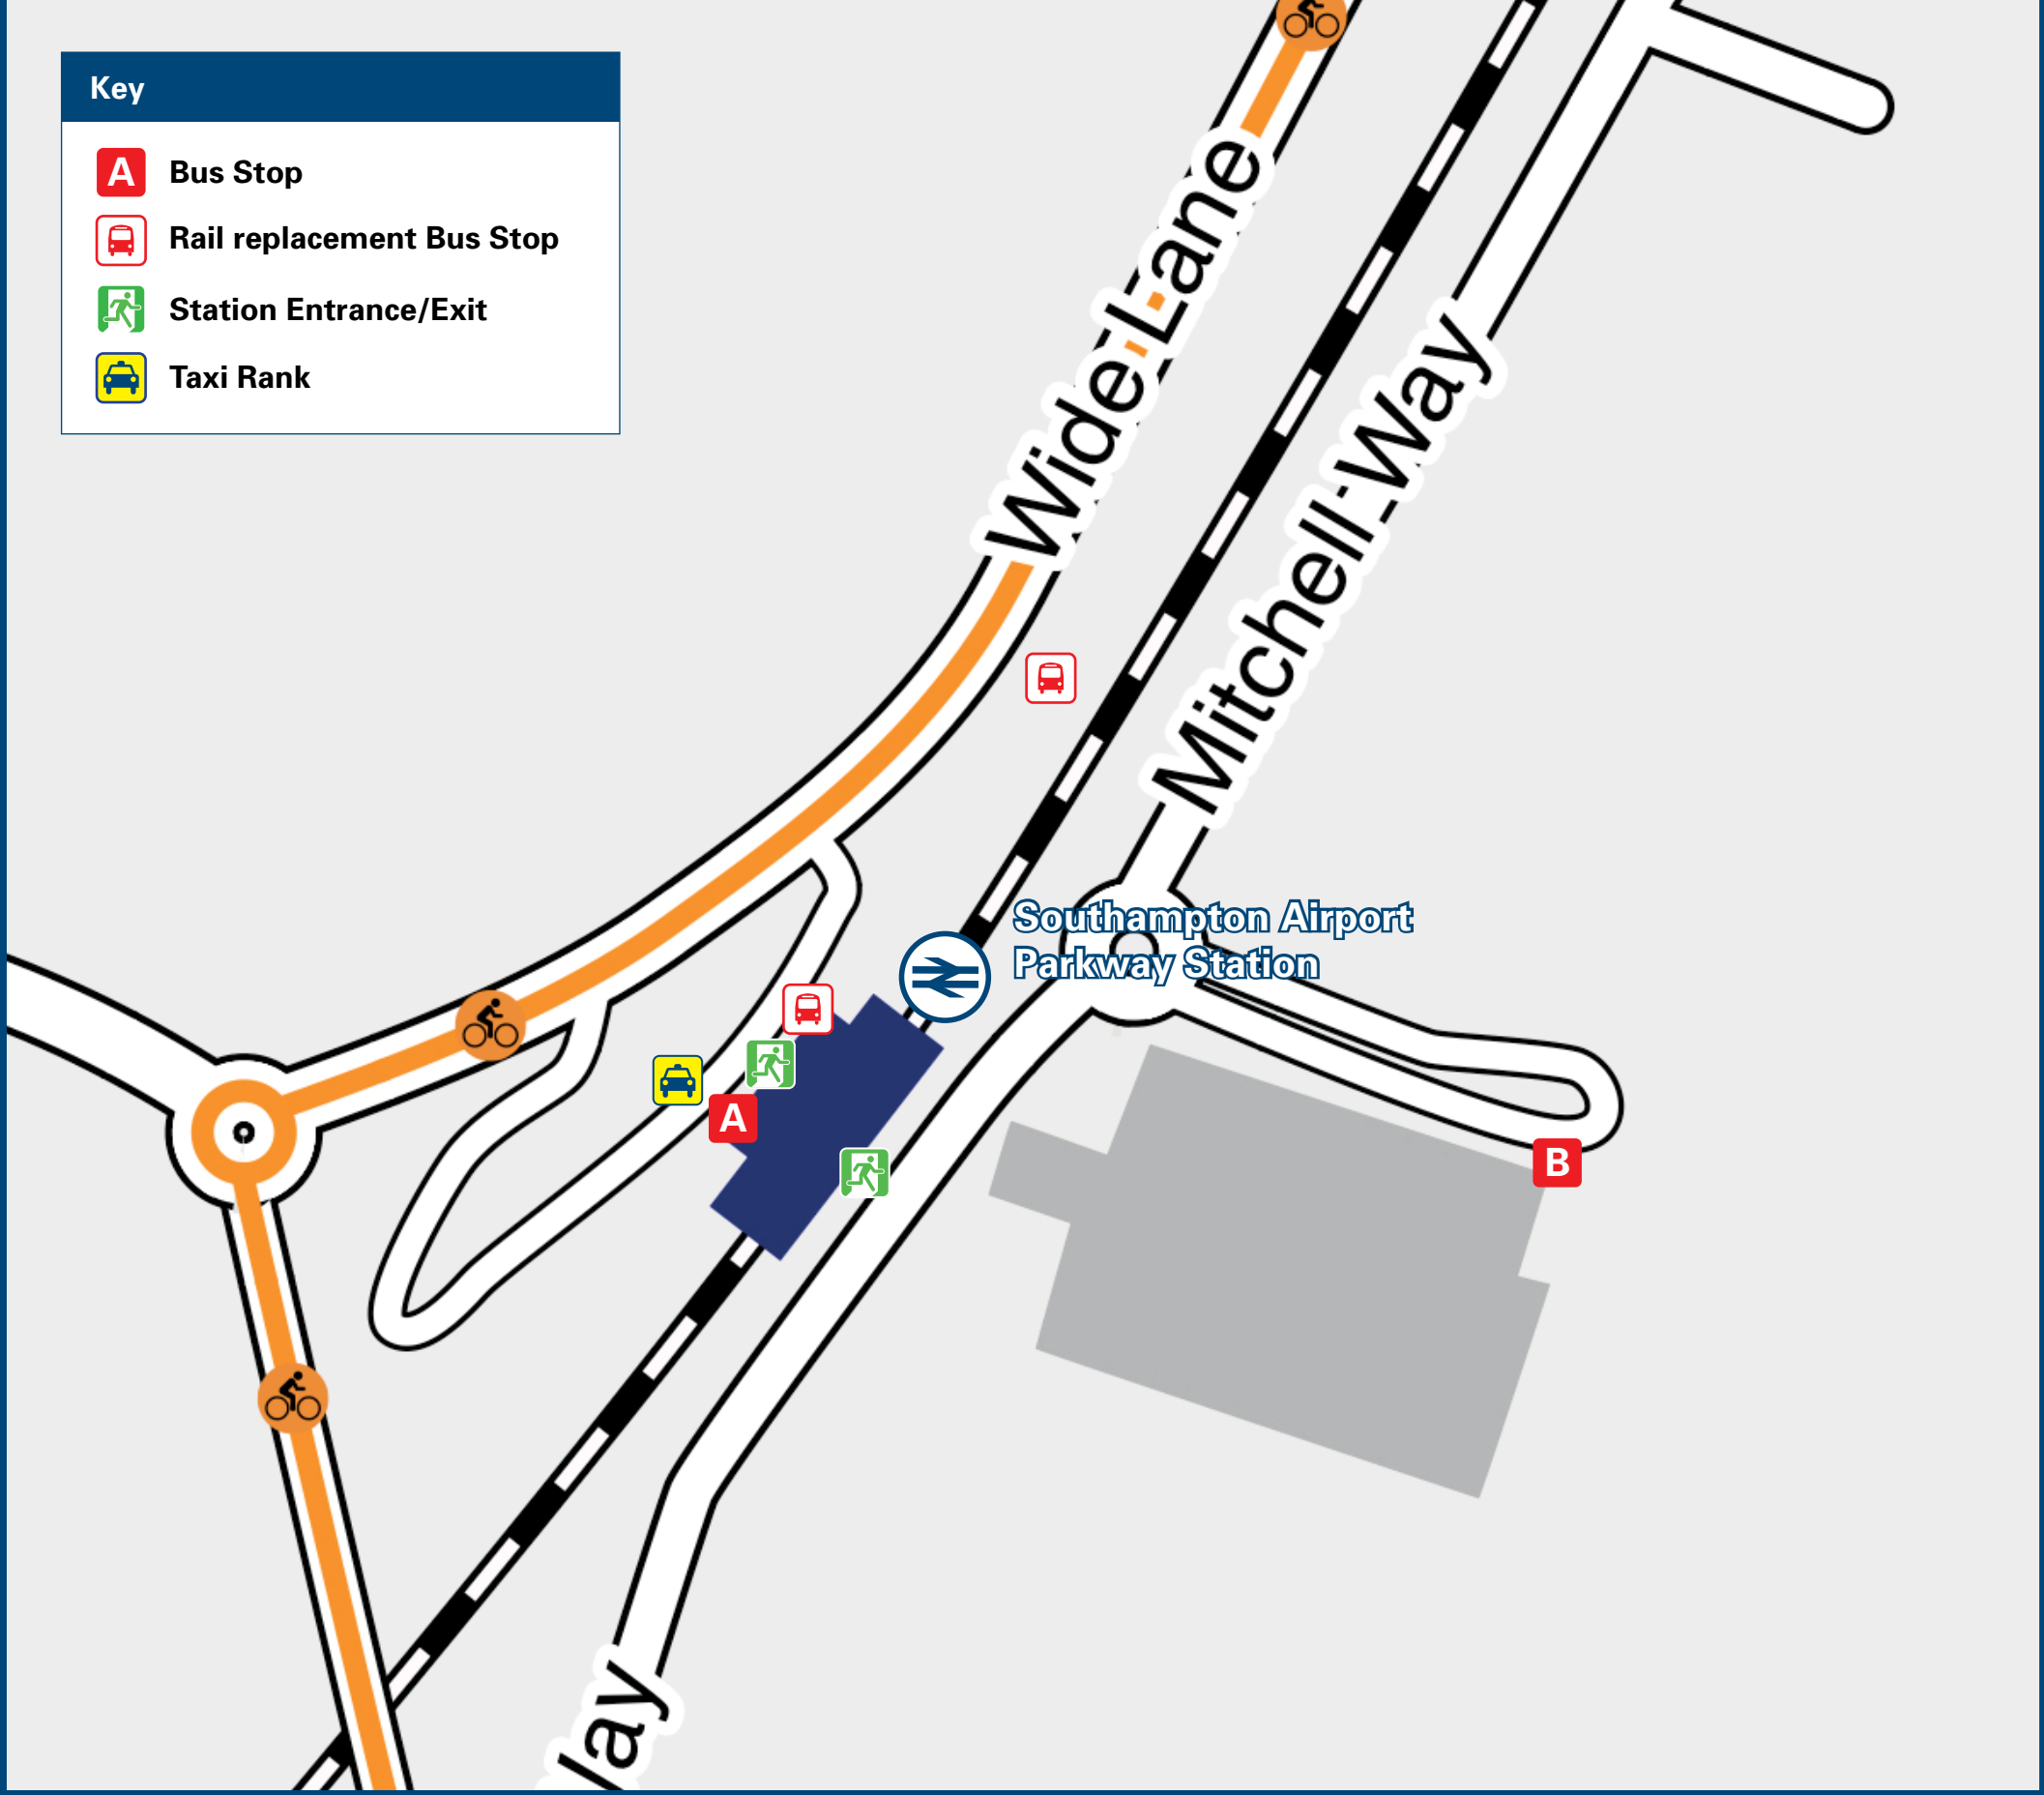 Key
A Bus Stop
Rail replacement Bus Stop
Station Entrance/Exit
Taxi Rank
Wide Lane
Mitchell Way
Southampton Airport
Parkway Station
A
B